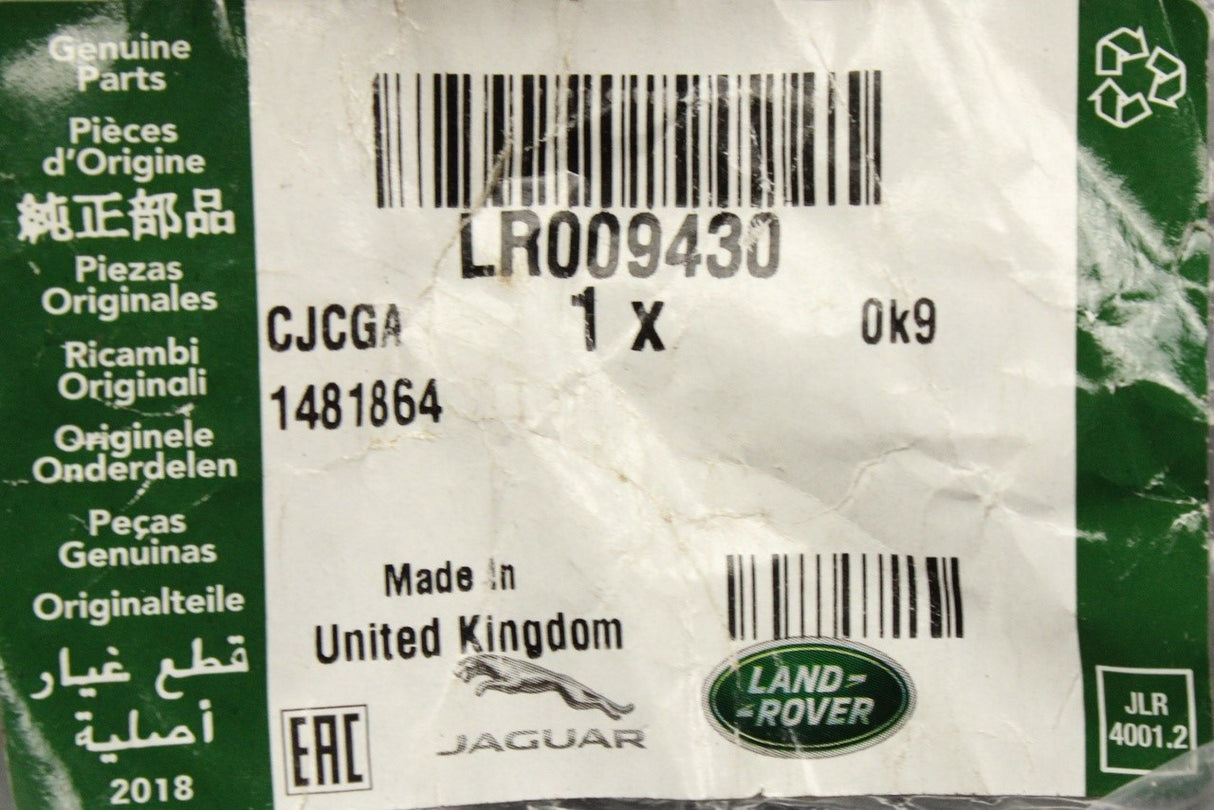 Genuine
Parts
Pièces
d'Origine
純正部品
Piezas
Originales
Ricambi
Originali
Originele
Onderdelen
Peças
Genuinas
Originalteile
قطع غيار
أصلية
2018
LR009430
CJCGA 1 x 0k9
1481864
Made In
United Kingdom
EAC
JAGUAR
LAND-
-ROVER
JLR
4001.2